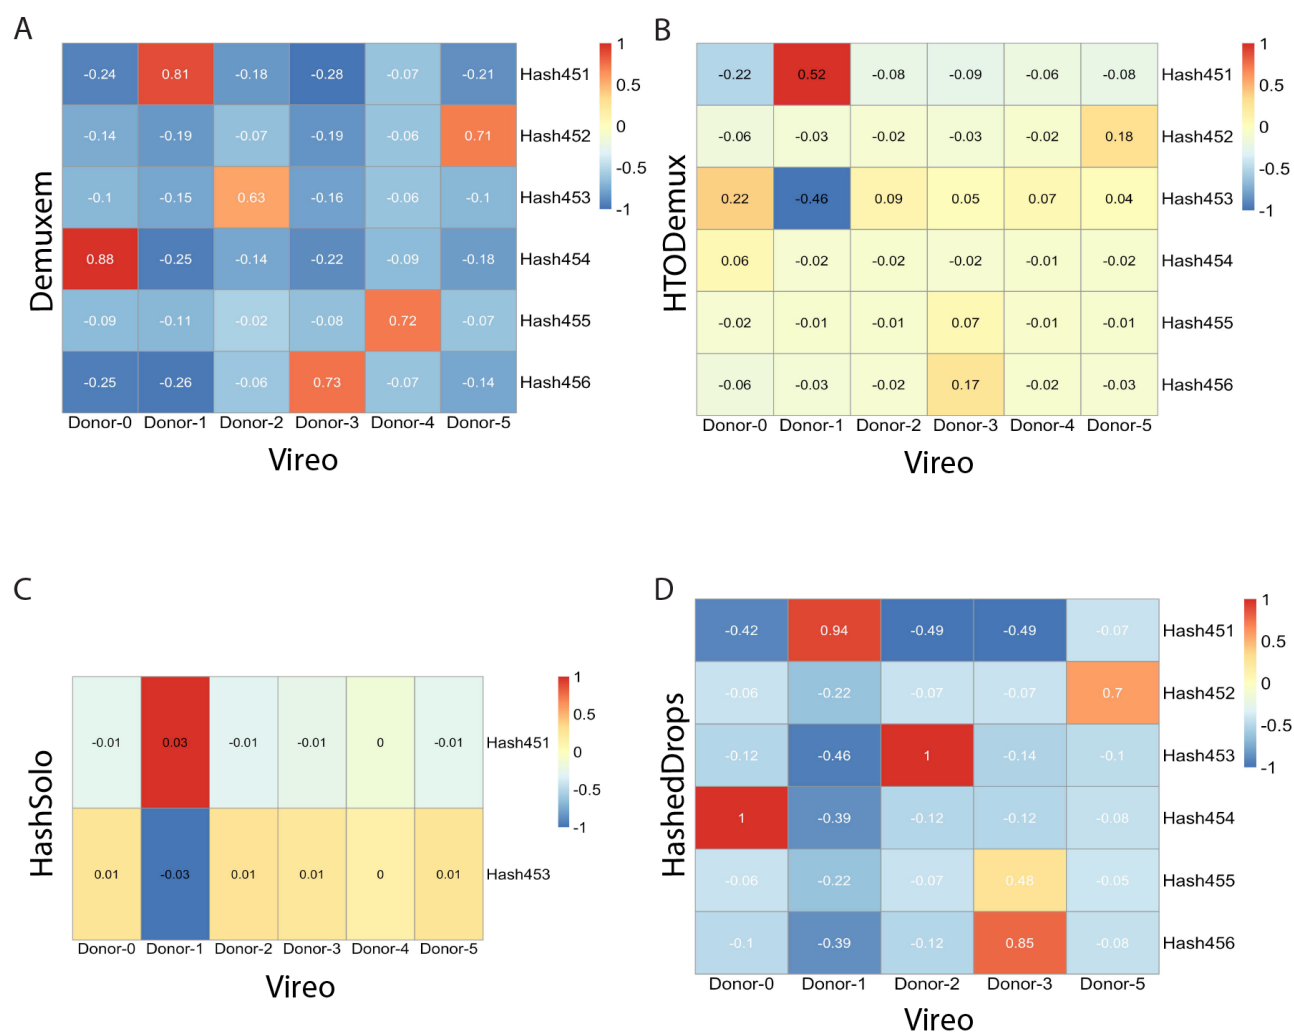 A
-0.24 0.81 -0.18 -0.28 -0.07 -0.21 Hash451
-0.14 -0.19 -0.07 -0.19 -0.06 0.71 Hash452
-0.1 -0.15 0.63 -0.16 -0.06 -0.1 Hash453
0.88 -0.25 -0.14 -0.22 -0.09 -0.18 Hash454
-0.09 -0.11 -0.02 -0.08 0.72 -0.07 Hash455
-0.25 -0.26 -0.06 0.73 -0.07 -0.14 Hash456
Donor-0 Donor-1 Donor-2 Donor-3 Donor-4 Donor-5
Demuxem
Vireo
1
0.5
0
-0.5
-1
B
-0.22 0.52 -0.08 -0.09 -0.06 -0.08 Hash451
-0.06 -0.03 -0.02 -0.03 -0.02 0.18 Hash452
0.22 -0.46 0.09 0.05 0.07 0.04 Hash453
0.06 -0.02 -0.02 -0.02 -0.01 -0.02 Hash454
-0.02 -0.01 -0.01 0.07 -0.01 -0.01 Hash455
-0.06 -0.03 -0.02 0.17 -0.02 -0.03 Hash456
Donor-0 Donor-1 Donor-2 Donor-3 Donor-4 Donor-5
HTODemux
Vireo
1
0.5
0
-0.5
-1
C
-0.01 0.03 -0.01 -0.01 0 -0.01 Hash451
0.01 -0.03 0.01 0.01 0 0.01 Hash453
Donor-0 Donor-1 Donor-2 Donor-3 Donor-4 Donor-5
HashSolo
Vireo
1
0.5
0
-0.5
-1
D
-0.42 0.94 -0.49 -0.49 -0.07 Hash451
-0.06 -0.22 -0.07 -0.07 0.7 Hash452
-0.12 -0.46 1 -0.14 -0.1 Hash453
1 -0.39 -0.12 -0.12 -0.08 Hash454
-0.06 -0.22 -0.07 0.48 -0.05 Hash455
-0.1 -0.39 -0.12 0.85 -0.08 Hash456
Donor-0 Donor-1 Donor-2 Donor-3 Donor-5
HashedDrops
Vireo
1
0.5
0
-0.5
-1